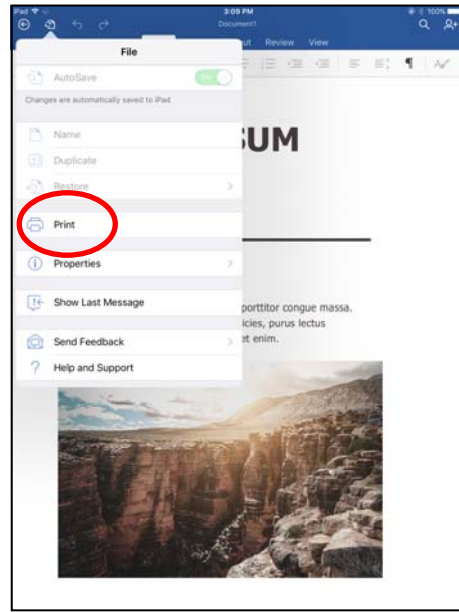 iPad
3:09 PM
100%
Document1
File
ut Review View
AutoSave
On
Changes are automatically saved to iPad
Name
Duplicate
Restore
Print
Properties
Show Last Message
Send Feedback
Help and Support
SUM
porttitor congue massa.
icies, purus lectus
et enim.